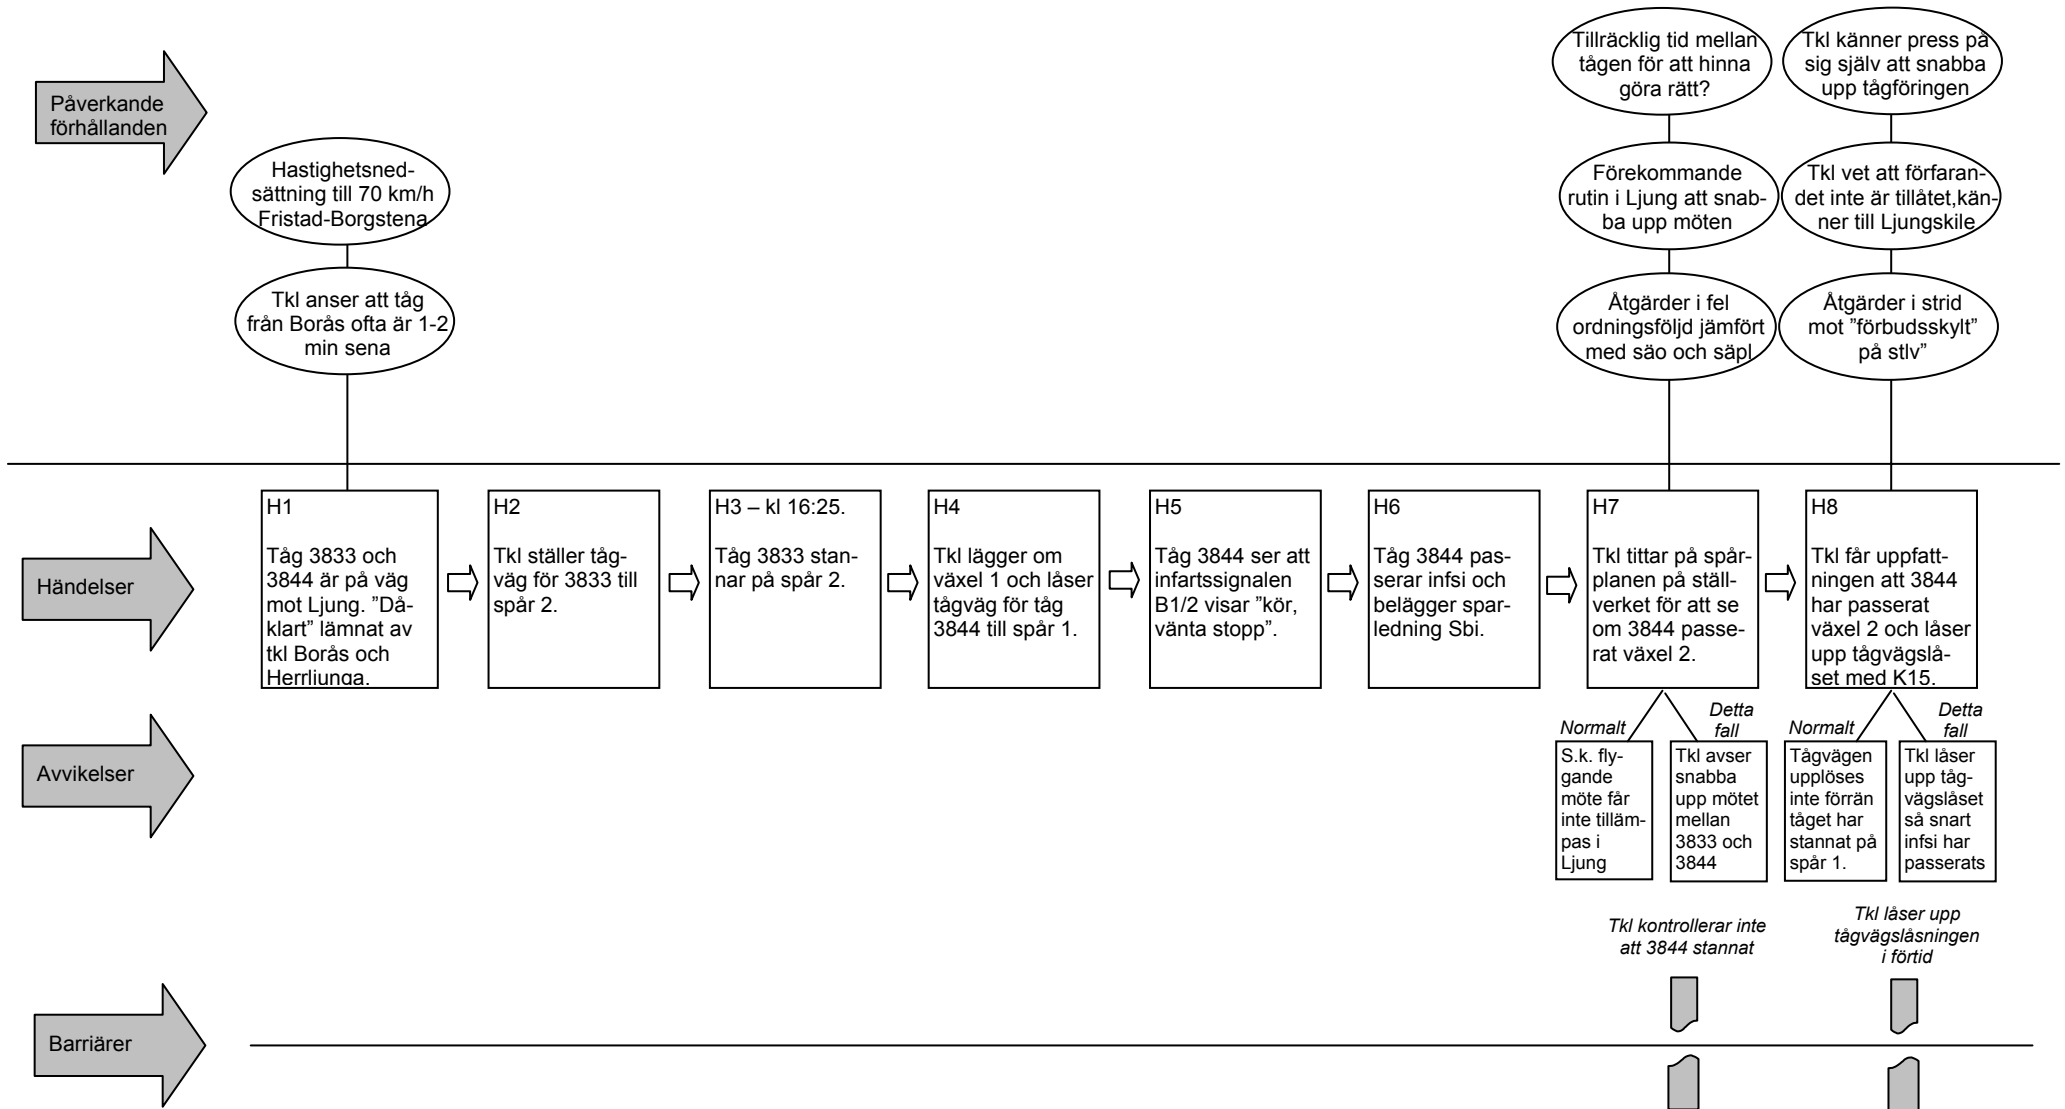 Påverkande
förhållanden
Hastighetsned-
sättning till 70 km/h
Fristad-Borgstena
Tkl anser att tåg
från Borås ofta är 1-2
min sena
Tillräcklig tid mellan
tågen för att hinna
göra rätt?
Förekommande
rutin i Ljung att snab-
ba upp möten
Åtgärder i fel
ordningsföljd jämfört
med säo och säpl
Tkl känner press på
sig själv att snabba
upp tågföringen
Tkl vet att förfaran-
det inte är tillåtet,kän-
ner till Ljungskile
Åtgärder i strid
mot ”förbudsskylt”
på stlv”
Händelser
H1
Tåg 3833 och
3844 är på väg
mot Ljung. ”Då-
klart” lämnat av
tkl Borås och
Herrljunga.
H2
Tkl ställer tåg-
väg för 3833 till
spår 2.
H3 – kl 16:25.
Tåg 3833 stan-
nar på spår 2.
H4
Tkl lägger om
växel 1 och låser
tågväg för tåg
3844 till spår 1.
H5
Tåg 3844 ser att
infartssignalen
B1/2 visar ”kör,
vänta stopp”.
H6
Tåg 3844 pas-
serar infsi och
belägger spar-
ledning Sbi.
H7
Tkl tittar på spår-
planen på ställ-
verket för att se
om 3844 passe-
rat växel 2.
H8
Tkl får uppfatt-
ningen att 3844
har passerat
växel 2 och låser
upp tågvägslå-
set med K15.
Avvikelser
Normalt
Detta
fall
S.k. fly-
gande
möte får
inte tilläm-
pas i
Ljung
Tkl avser
snabba
upp mötet
mellan
3833 och
3844
Normalt
Detta
fall
Tågvägen
upplöses
inte förrän
tåget har
stannat på
spår 1.
Tkl låser
upp tåg-
vägslåset
så snart
infsi har
passerats
Barriärer
Tkl kontrollerar inte
att 3844 stannat
Tkl låser upp
tågvägslåsningen
i förtid